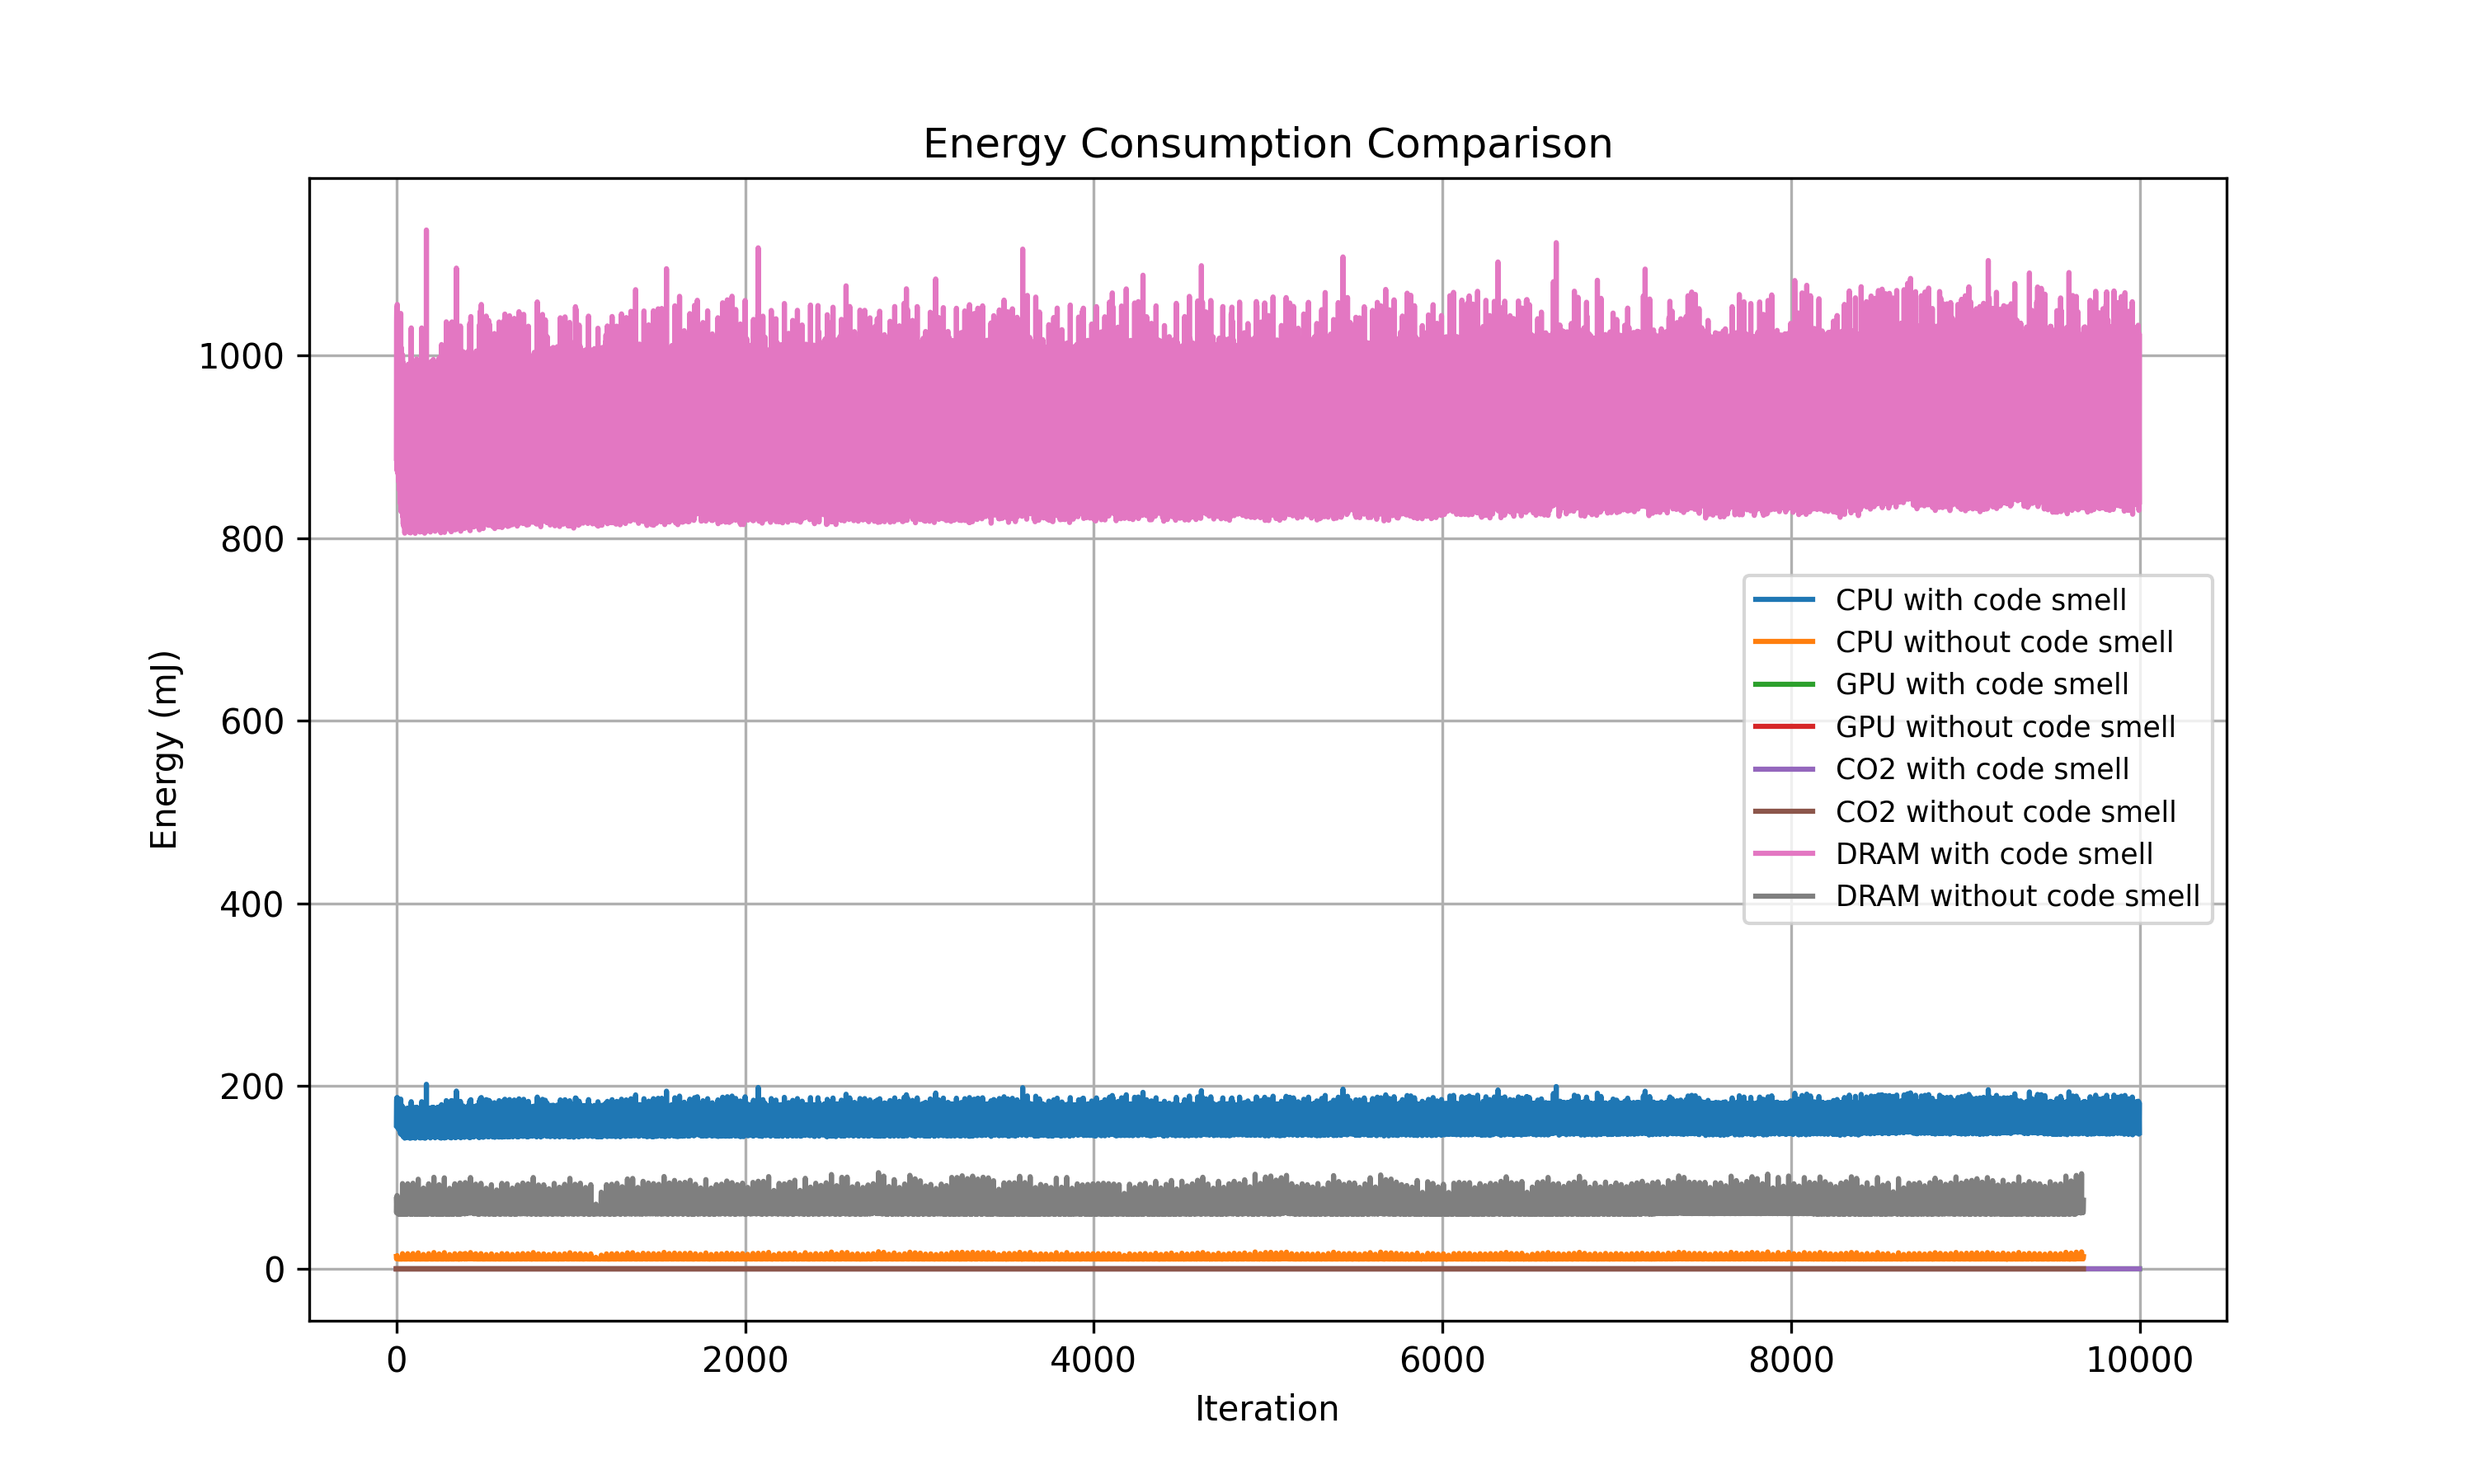 Energy Consumption Comparison
Energy (mJ)
1000
800
600
400
200
0
CPU with code smell
CPU without code smell
GPU with code smell
GPU without code smell
CO2 with code smell
CO2 without code smell
DRAM with code smell
DRAM without code smell
0 2000 4000 6000 8000 10000
Iteration